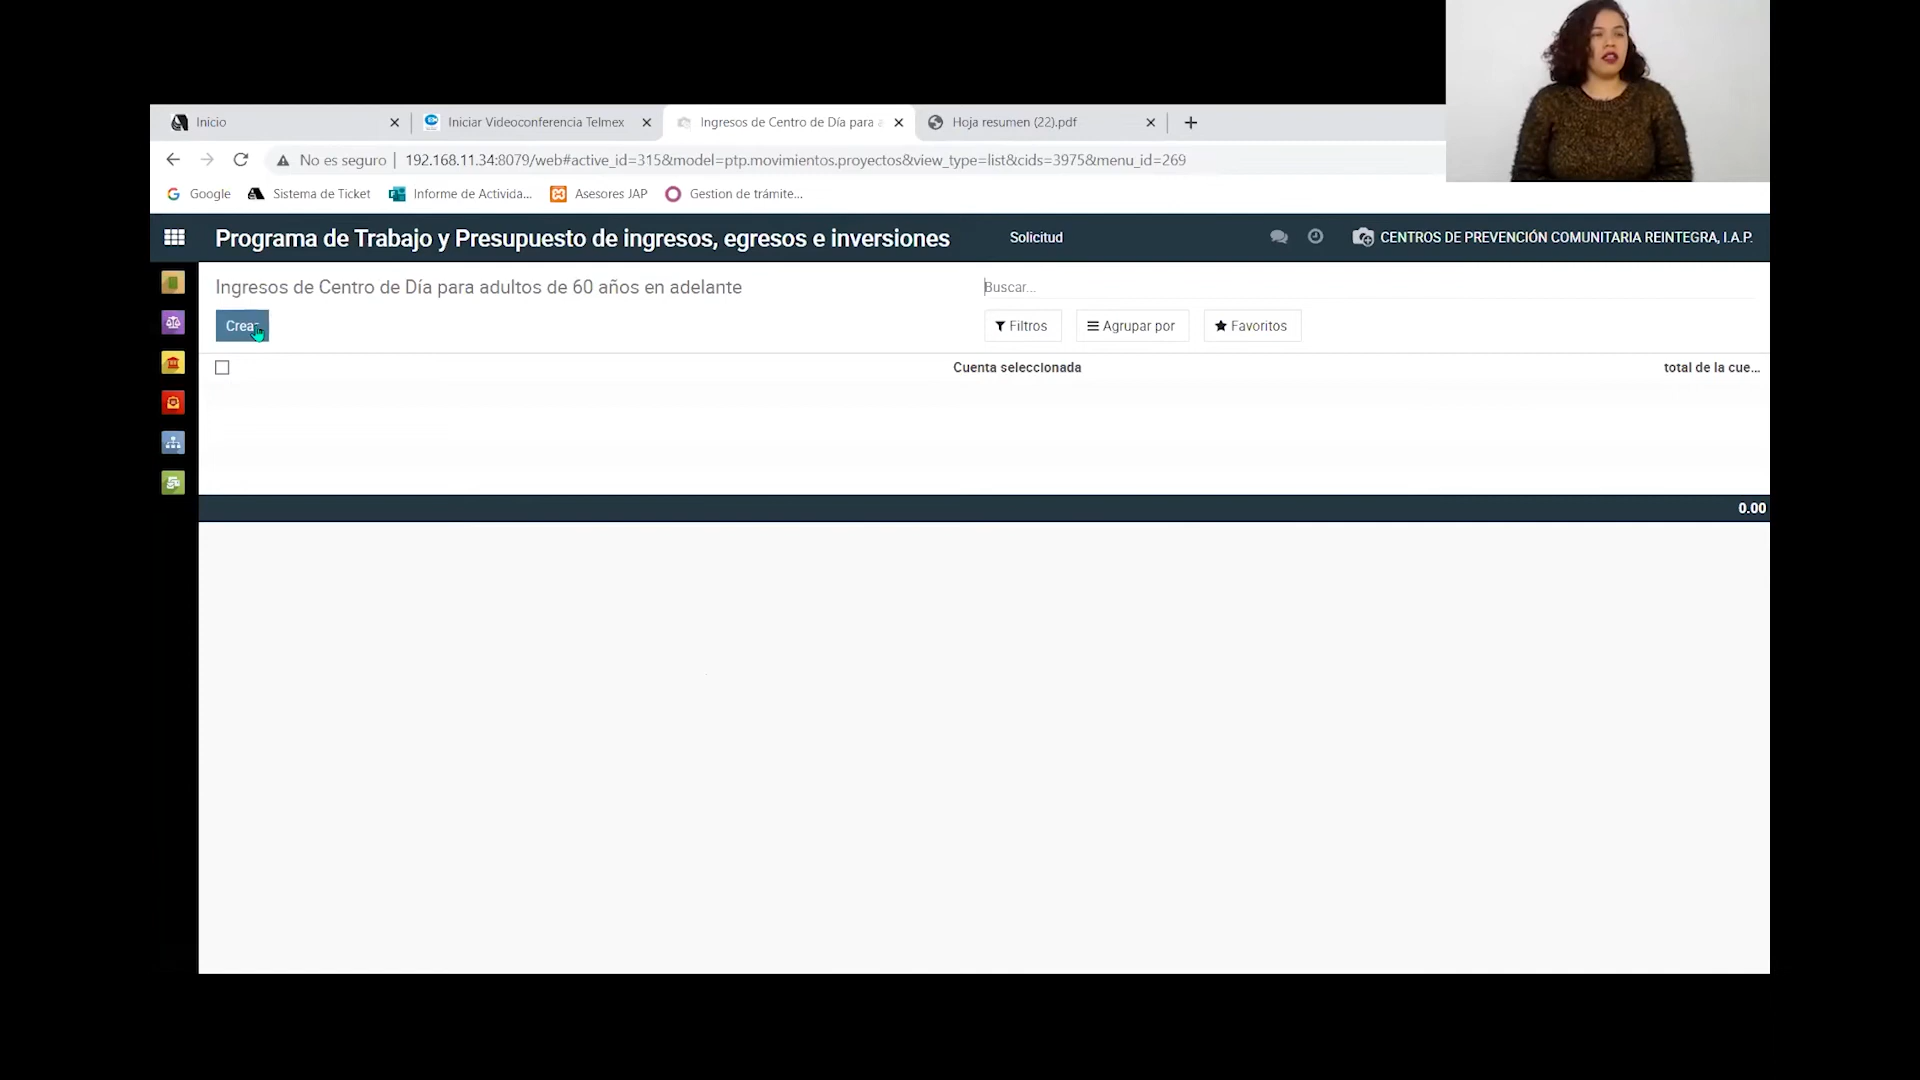 Inicio
Iniciar Videoconferencia Telmex
Ingresos de Centro de Día para a
Hoja resumen (22).pdf
No es seguro
192.168.11.34:8079/web#active_id=315&model=ptp.movimientos.proyectos&view_type=list&cids=3975&menu_id=269
Google
Sistema de Ticket
Informe de Activida...
Asesores JAP
Gestion de trámite...
Programa de Trabajo y Presupuesto de ingresos, egresos e inversiones
Solicitud
CENTROS DE PREVENCIÓN COMUNITARIA REINTEGRA, I.A.P.
Ingresos de Centro de Día para adultos de 60 años en adelante
Buscar...
Crear
Filtros
Agrupar por
Favoritos
Cuenta seleccionada
total de la cue...
0.00